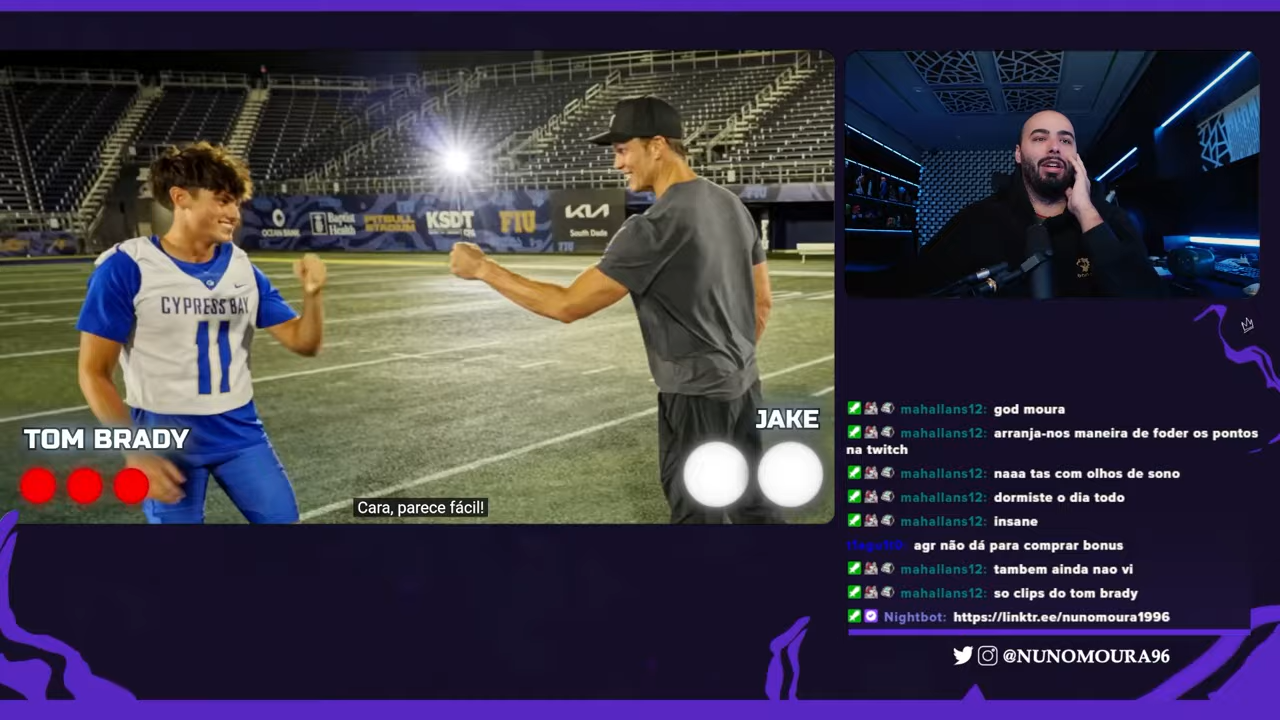 OCEAN BANK
Baptist
Health
PITBULL
STADIUM
KSDT
CPA
FIU
KIA
South Dade
FIU
CYPRESS BAY
11
TOM BRADY
JAKE
Cara, parece fácil!
mahallans12: god moura
mahallans12: arranja-nos maneira de foder os pontos
na twitch
mahallans12: naaa tas com olhos de sono
mahallans12: dormiste o dia todo
mahallans12: insane
agr não dá para comprar bonus
mahallans12: tambem ainda nao vi
mahallans12: so clips do tom brady
Nightbot: https://linktr.ee/nunomoura1996
@NUNOMOURA96